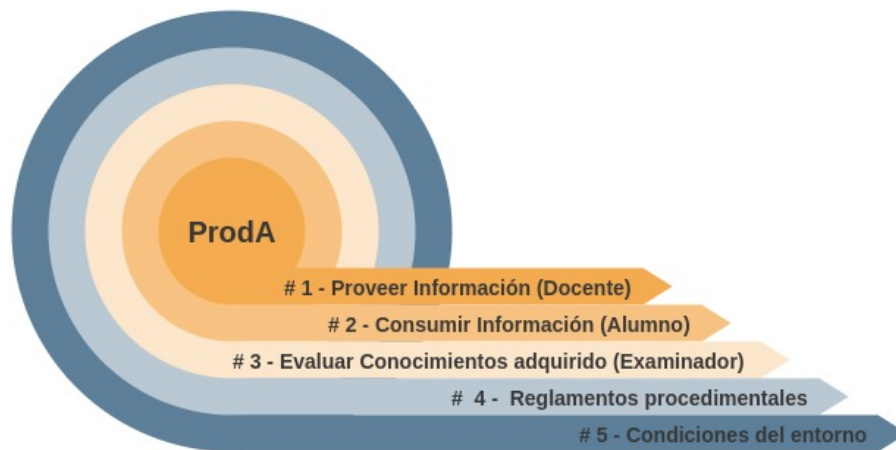 ProdA
# 1 - Proveer Información (Docente)
# 2 - Consumir Información (Alumno)
# 3 - Evaluar Conocimientos adquirido (Examinador)
# 4 - Reglamentos procedimentales
# 5 - Condiciones del entorno